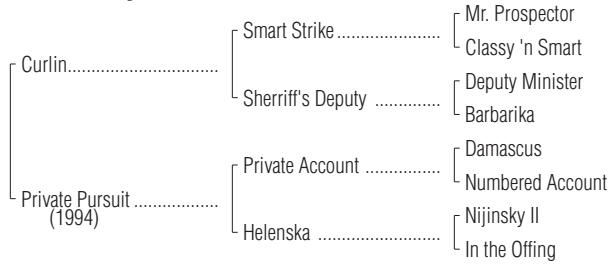 Mr. Prospector
Smart Strike ......................
Classy 'n Smart
Curlin................................
Deputy Minister
Sherriff's Deputy ..............
Barbarika
Damascus
Private Account ................
Numbered Account
Private Pursuit ..................
(1994)
Nijinsky II
Helenska ..........................
In the Offing